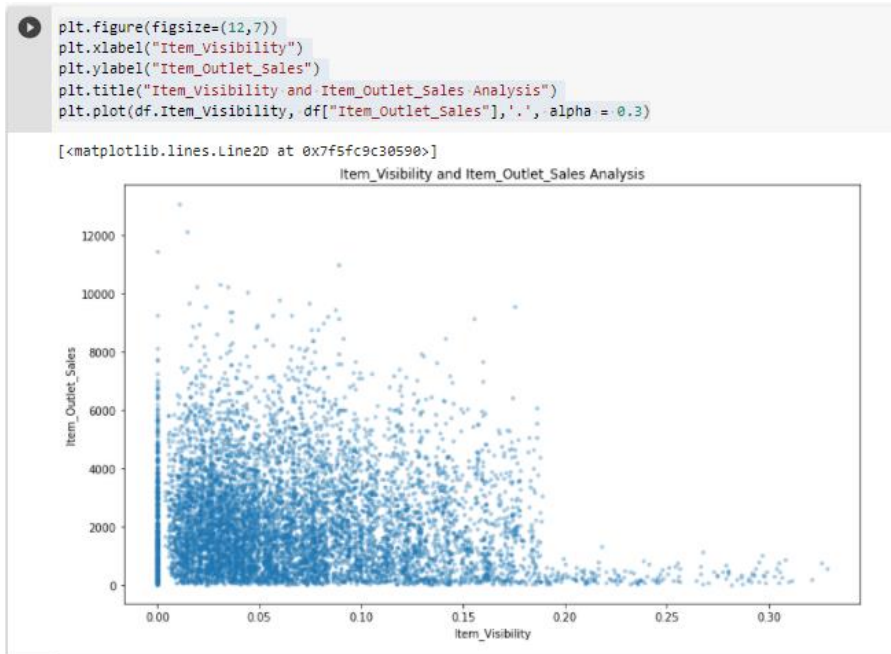 plt.figure(figsize=(12,7))
plt.xlabel("Item_Visibility")
plt.ylabel("Item_Outlet_Sales")
plt.title("Item_Visibility and Item_Outlet_Sales Analysis")
plt.plot(df.Item_Visibility, df["Item_Outlet_Sales"],'.', alpha = 0.3)
[<matplotlib.lines.Line2D at 0x7f5fc9c30590>]
Item_Visibility and Item_Outlet_Sales Analysis
12000
10000
8000
6000
4000
2000
0
Item_Outlet_Sales
0.00 0.05 0.10 0.15 0.20 0.25 0.30
Item_Visibility